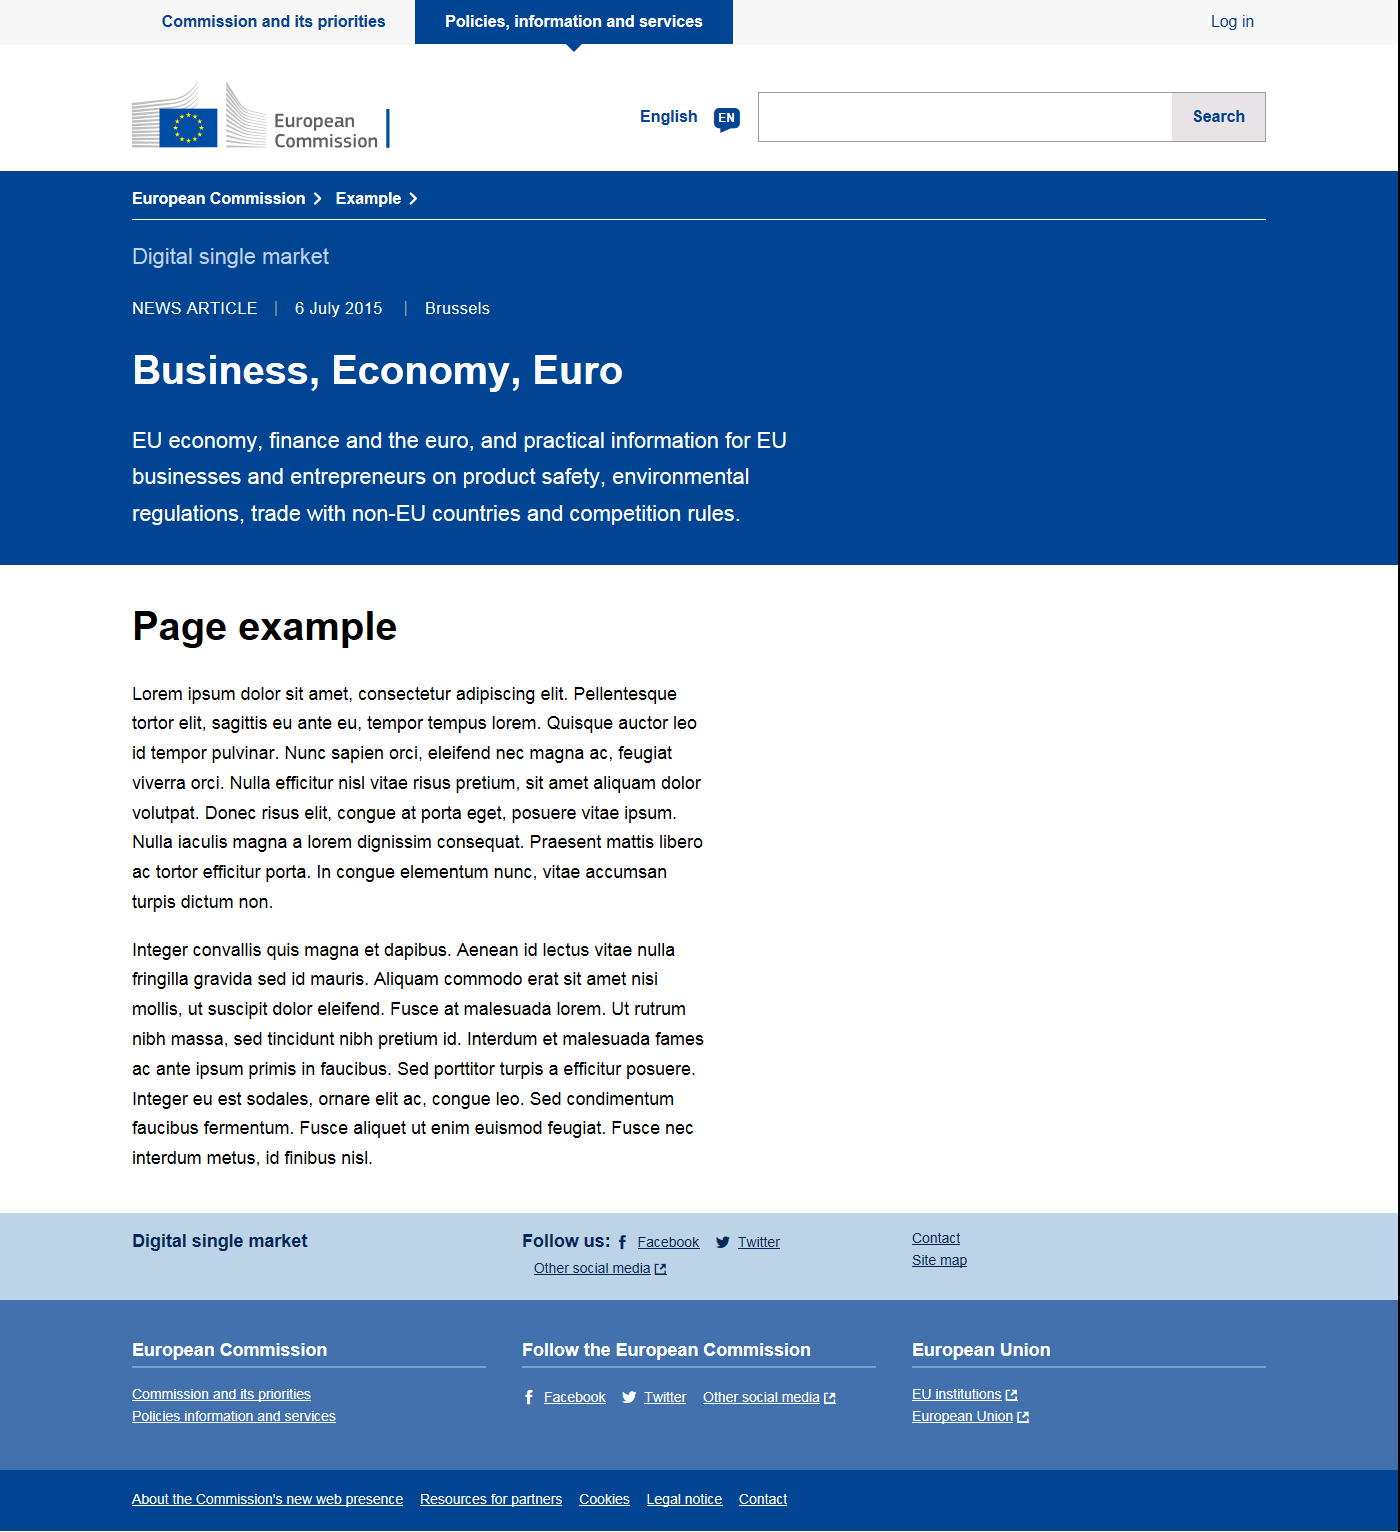 Commission and its priorities
Policies, information and services
Log in
European
Commission
English
EN
Search
European Commission
Example
Digital single market
NEWS ARTICLE | 6 July 2015 | Brussels
Business, Economy, Euro
EU economy, finance and the euro, and practical information for EU
businesses and entrepreneurs on product safety, environmental
regulations, trade with non-EU countries and competition rules.
Page example
Lorem ipsum dolor sit amet, consectetur adipiscing elit. Pellentesque
tortor elit, sagittis eu ante eu, tempor tempus lorem. Quisque auctor leo
id tempor pulvinar. Nunc sapien orci, eleifend nec magna ac, feugiat
viverra orci. Nulla efficitur nisl vitae risus pretium, sit amet aliquam dolor
volutpat. Donec risus elit, congue at porta eget, posuere vitae ipsum.
Nulla iaculis magna a lorem dignissim consequat. Praesent mattis libero
ac tortor efficitur porta. In congue elementum nunc, vitae accumsan
turpis dictum non.
Integer convallis quis magna et dapibus. Aenean id lectus vitae nulla
fringilla gravida sed id mauris. Aliquam commodo erat sit amet nisi
mollis, ut suscipit dolor eleifend. Fusce at malesuada lorem. Ut rutrum
nibh massa, sed tincidunt nibh pretium id. Interdum et malesuada fames
ac ante ipsum primis in faucibus. Sed porttitor turpis a efficitur posuere.
Integer eu est sodales, ornare elit ac, congue leo. Sed condimentum
faucibus fermentum. Fusce aliquet ut enim euismod feugiat. Fusce nec
interdum metus, id finibus nisl.
Digital single market
Follow us: Facebook Twitter
Other social media
Contact
Site map
European Commission
Commission and its priorities
Policies information and services
Follow the European Commission
Facebook Twitter Other social media
European Union
EU institutions
European Union
About the Commission's new web presence Resources for partners Cookies Legal notice Contact